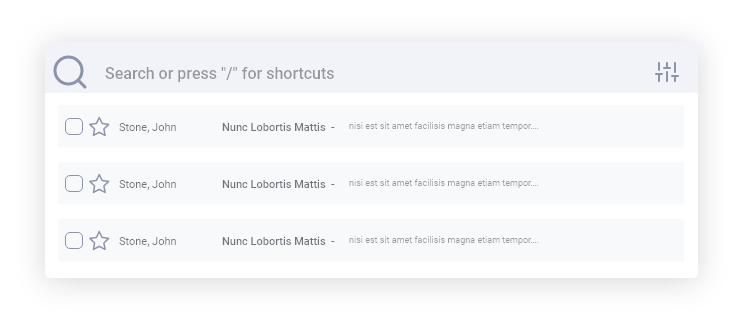 Search or press "/" for shortcuts
Stone, John Nunc Lobortis Mattis - nisi est sit amet facilisis magna etiam tempor....
Stone, John Nunc Lobortis Mattis - nisi est sit amet facilisis magna etiam tempor....
Stone, John Nunc Lobortis Mattis - nisi est sit amet facilisis magna etiam tempor....